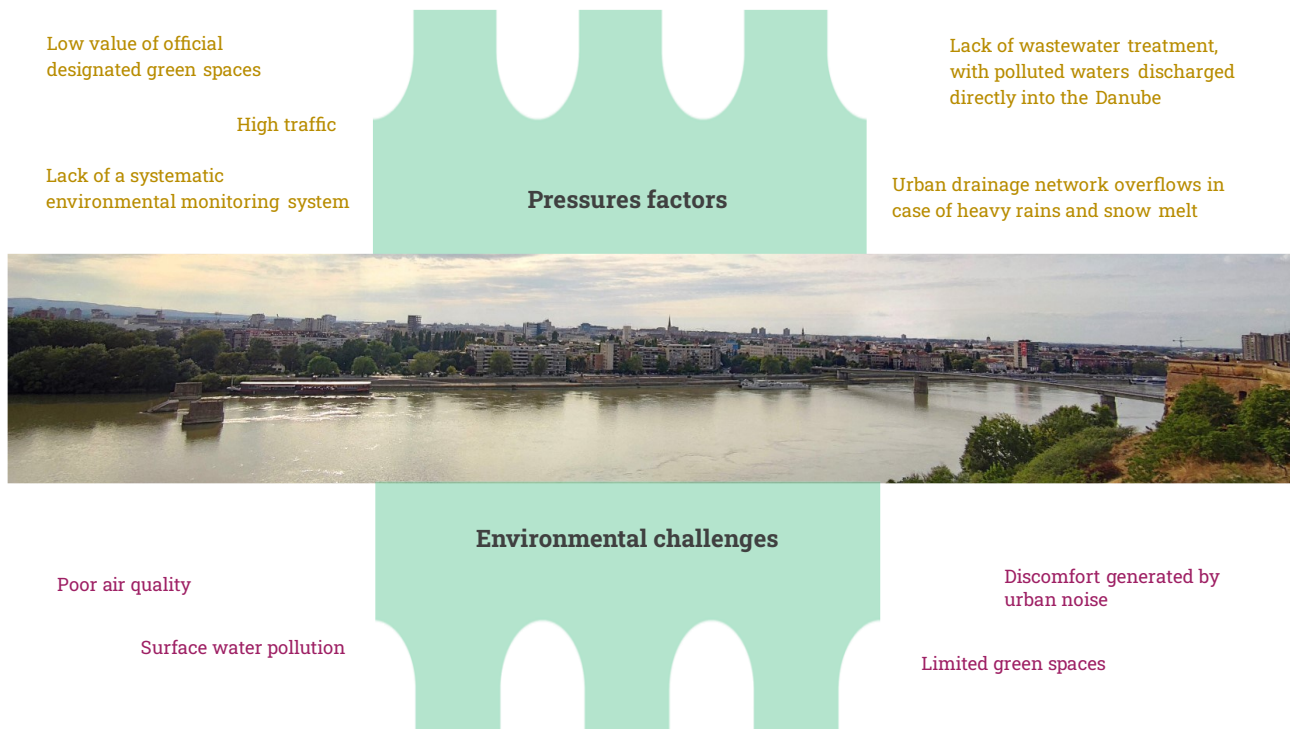 Low value of official
designated green spaces
High traffic
Lack of a systematic
environmental monitoring system
Pressures factors
Lack of wastewater treatment,
with polluted waters discharged
directly into the Danube
Urban drainage network overflows in
case of heavy rains and snow melt
Environmental challenges
Poor air quality
Surface water pollution
Discomfort generated by
urban noise
Limited green spaces